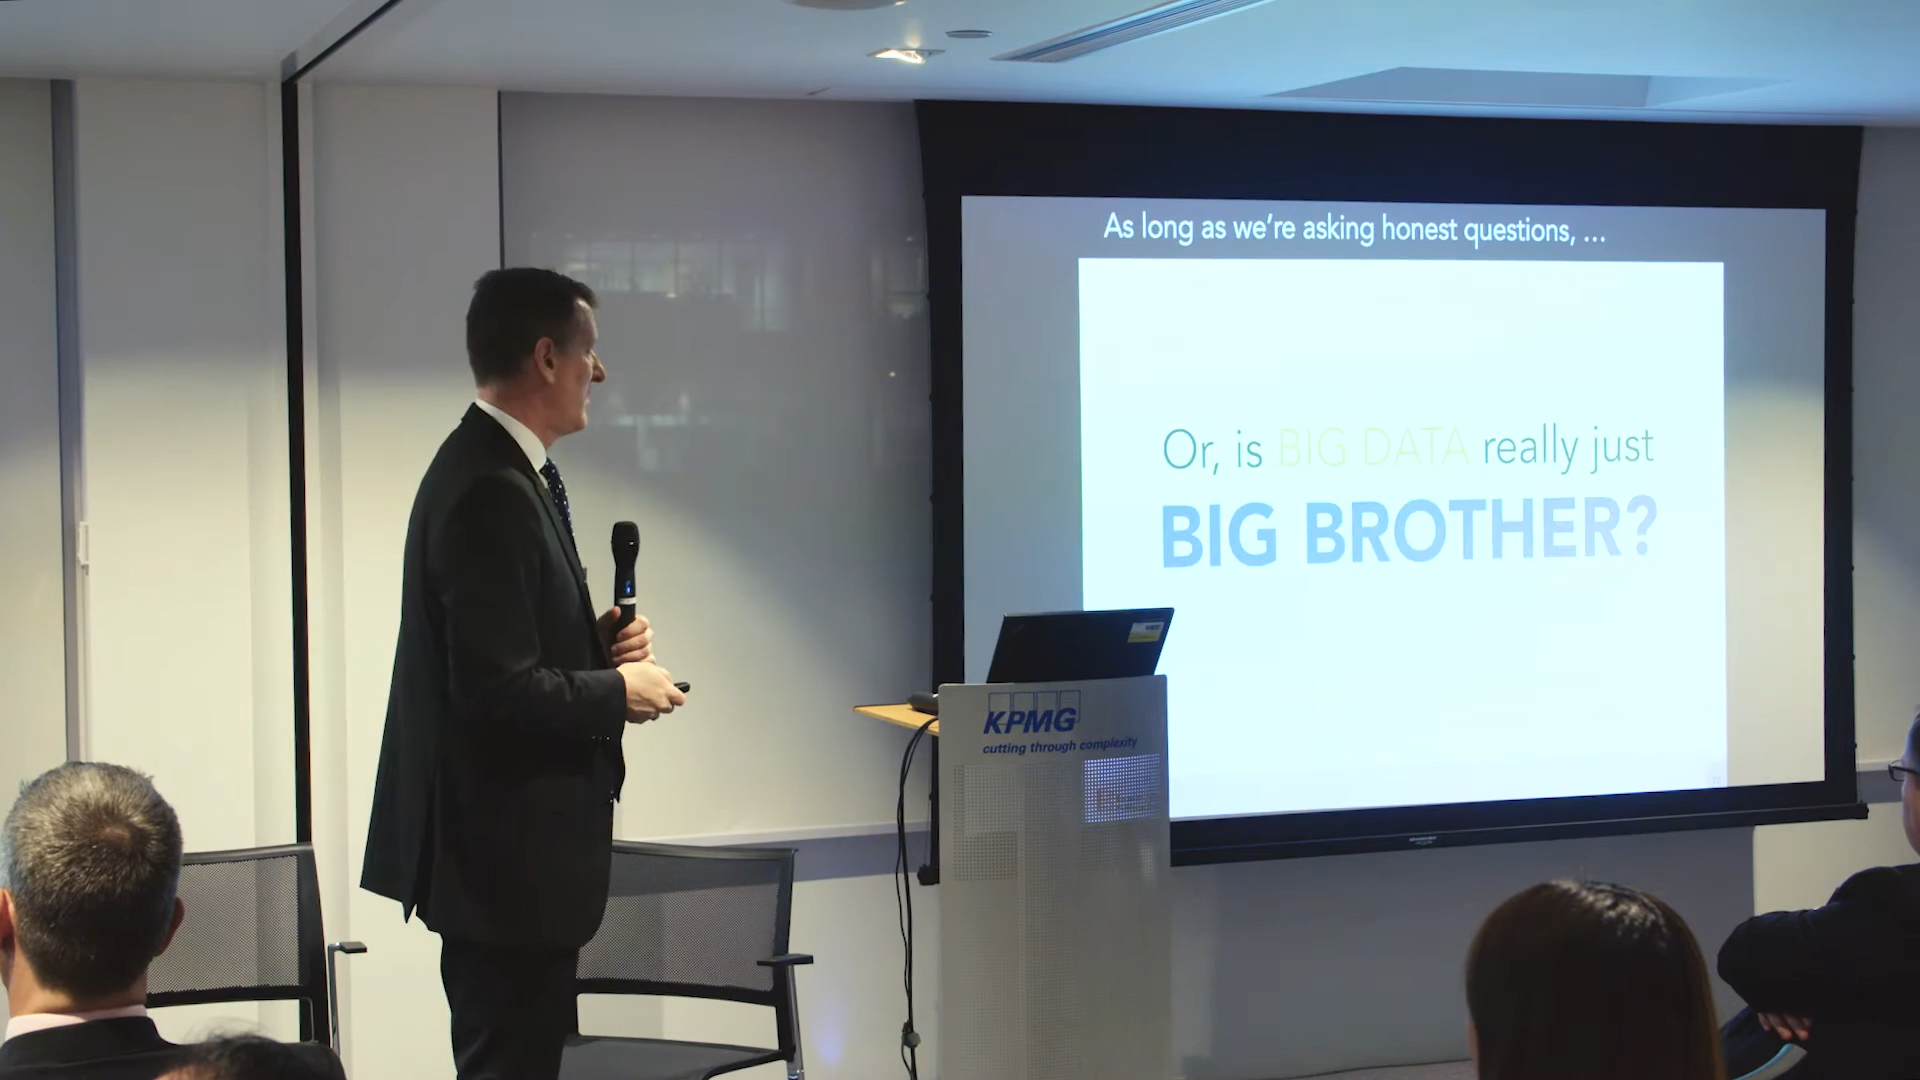 As long as we’re asking honest questions, ...
Or, is BIG DATA really just
BIG BROTHER?
KPMG
cutting through complexity